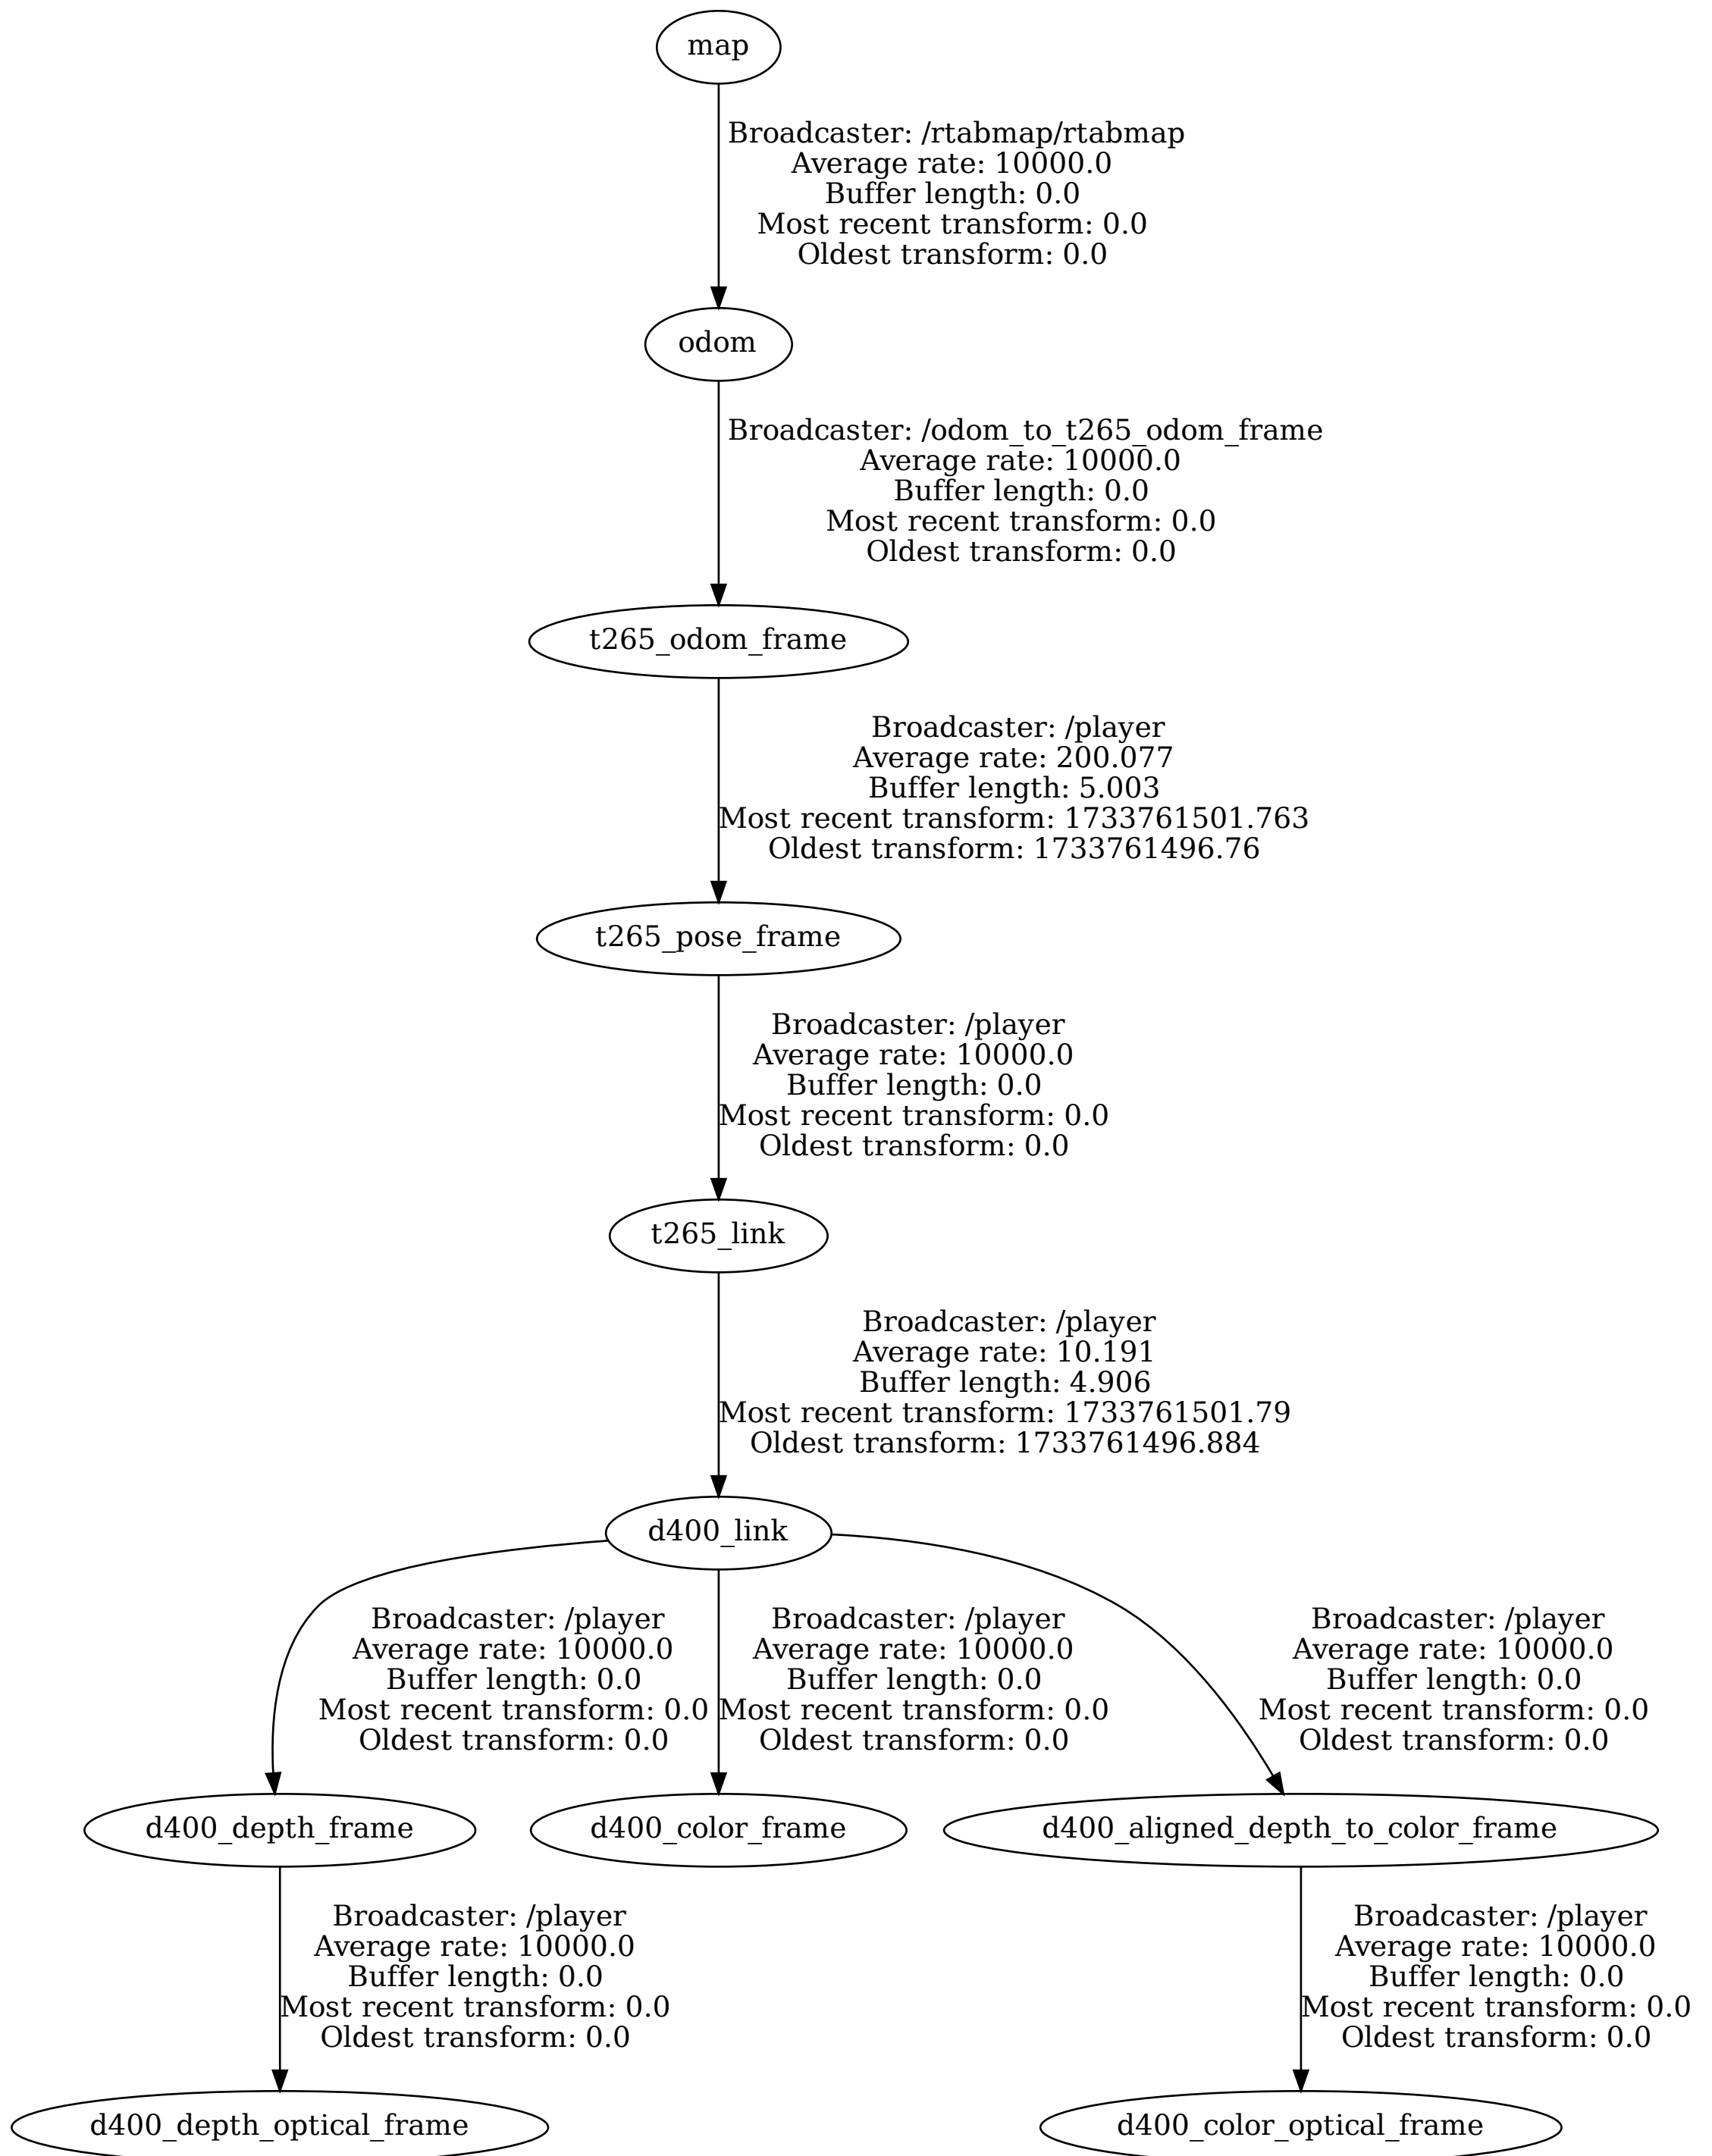 map
Broadcaster: /rtabmap/rtabmap
Average rate: 10000.0
Buffer length: 0.0
Most recent transform: 0.0
Oldest transform: 0.0
odom
Broadcaster: /odom_to_t265_odom_frame
Average rate: 10000.0
Buffer length: 0.0
Most recent transform: 0.0
Oldest transform: 0.0
t265_odom_frame
Broadcaster: /player
Average rate: 200.077
Buffer length: 5.003
Most recent transform: 1733761501.763
Oldest transform: 1733761496.76
t265_pose_frame
Broadcaster: /player
Average rate: 10000.0
Buffer length: 0.0
Most recent transform: 0.0
Oldest transform: 0.0
t265_link
Broadcaster: /player
Average rate: 10.191
Buffer length: 4.906
Most recent transform: 1733761501.79
Oldest transform: 1733761496.884
d400_link
Broadcaster: /player
Average rate: 10000.0
Buffer length: 0.0
Most recent transform: 0.0
Oldest transform: 0.0
Broadcaster: /player
Average rate: 10000.0
Buffer length: 0.0
Most recent transform: 0.0
Oldest transform: 0.0
Broadcaster: /player
Average rate: 10000.0
Buffer length: 0.0
Most recent transform: 0.0
Oldest transform: 0.0
d400_depth_frame
d400_color_frame
d400_aligned_depth_to_color_frame
Broadcaster: /player
Average rate: 10000.0
Buffer length: 0.0
Most recent transform: 0.0
Oldest transform: 0.0
Broadcaster: /player
Average rate: 10000.0
Buffer length: 0.0
Most recent transform: 0.0
Oldest transform: 0.0
d400_depth_optical_frame
d400_color_optical_frame